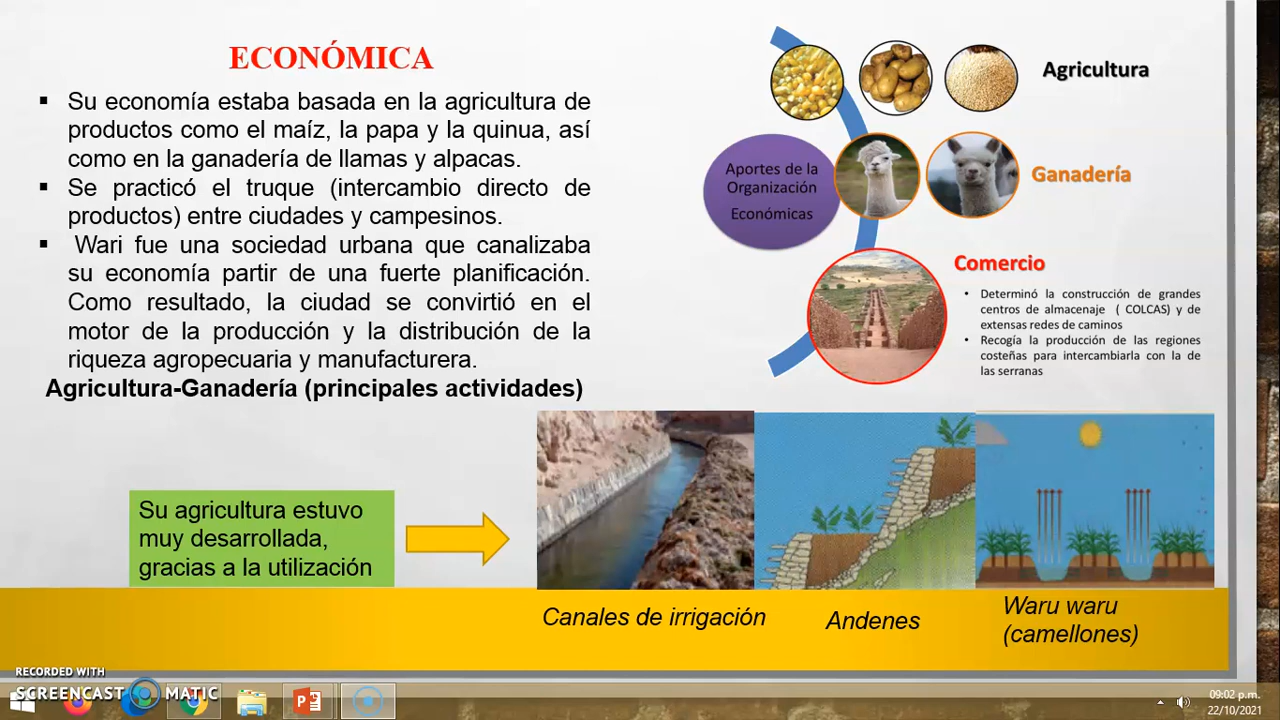 ECONÓMICA
▪ Su economía estaba basada en la agricultura de
productos como el maíz, la papa y la quinua, así
como en la ganadería de llamas y alpacas.
▪ Se practicó el truque (intercambio directo de
productos) entre ciudades y campesinos.
▪ Wari fue una sociedad urbana que canalizaba
su economía partir de una fuerte planificación.
Como resultado, la ciudad se convirtió en el
motor de la producción y la distribución de la
riqueza agropecuaria y manufacturera.
Agricultura-Ganadería (principales actividades)
Agricultura
Aportes de la
Organización
Económicas
Ganadería
Comercio
• Determinó la construcción de grandes
centros de almacenaje ( COLCAS) y de
extensas redes de caminos
• Recogía la producción de las regiones
costeñas para intercambiarla con la de
las serranas
Su agricultura estuvo
muy desarrollada,
gracias a la utilización
Canales de irrigación
Andenes
Waru waru
(camellones)
RECORDED WITH
SCREENCAST MATIC
09:02 p.m.
22/10/2021